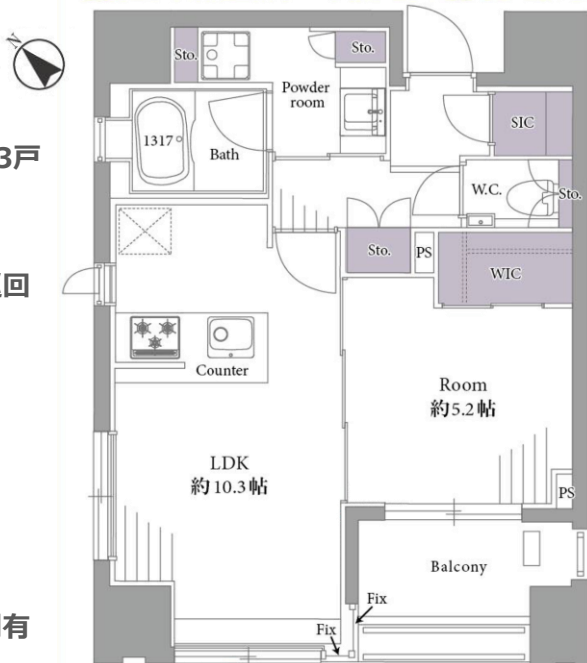 N
Sto.
Sto.
Powder
room
1317
Bath
SIC
3戸
W.C.
Sto.
Sto.
PS
WIC
回
Counter
Room
約5.2帖
LDK
約10.3帖
PS
Balcony
Fix
Fix
有